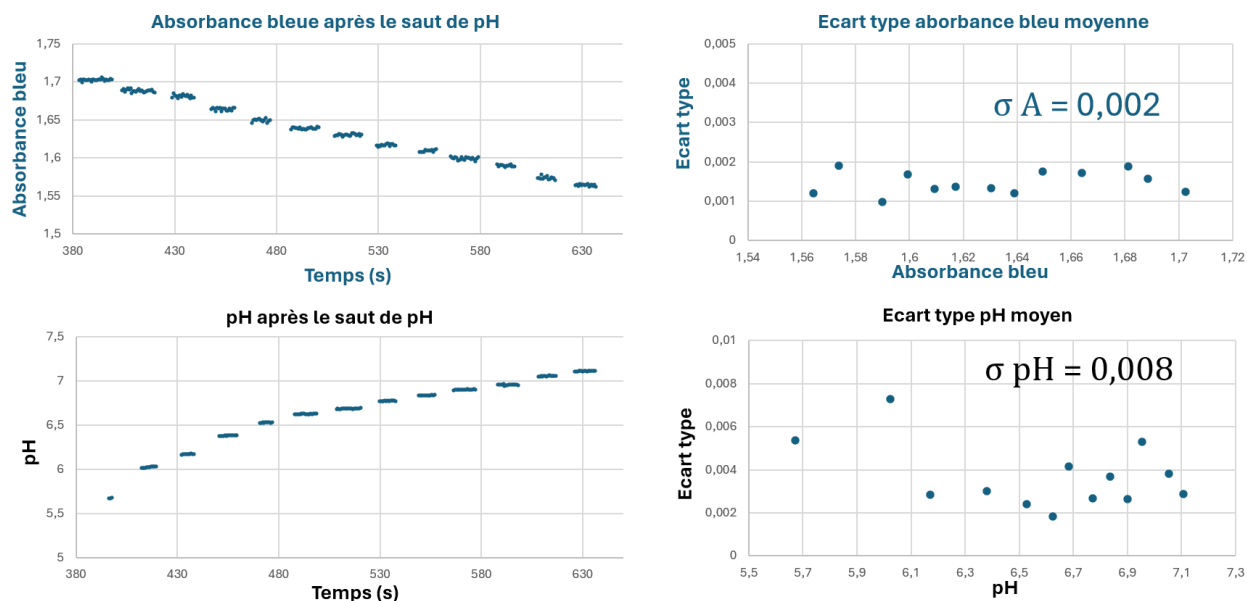 Absorbance bleue après le saut de pH
Absorbance bleu
1,75
1,7
1,65
1,6
1,55
1,5
380 430 480 530 580 630
Temps (s)
Ecart type aborbance bleu moyenne
Ecart type
0,005
0,004
0,003
0,002
0,001
0
σ A = 0,002
1,54 1,56 1,58 1,6 1,62 1,64 1,66 1,68 1,7 1,72
Absorbance bleu
pH après le saut de pH
pH
7,5
7
6,5
6
5,5
5
380 430 480 530 580 630
Temps (s)
Ecart type pH moyen
Ecart type
0,01
0,008
0,006
0,004
0,002
0
σ pH = 0,008
5,5 5,7 5,9 6,1 6,3 6,5 6,7 6,9 7,1 7,3
pH